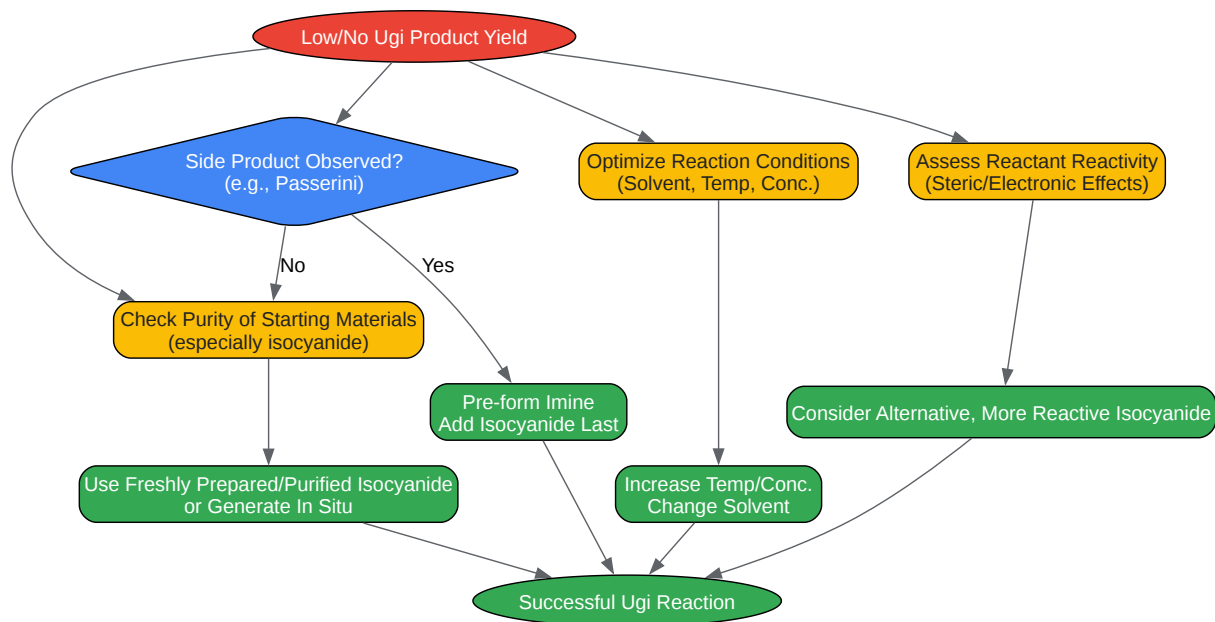 Low/No Ugi Product Yield
Side Product Observed?
(e.g., Passerini)
Optimize Reaction Conditions
(Solvent, Temp, Conc.)
Assess Reactant Reactivity
(Steric/Electronic Effects)
No
Yes
Check Purity of Starting Materials
(especially isocyanide)
Pre-form Imine
Add Isocyanide Last
Consider Alternative, More Reactive Isocyanide
Use Freshly Prepared/Purified Isocyanide
or Generate In Situ
Increase Temp/Conc.
Change Solvent
Successful Ugi Reaction